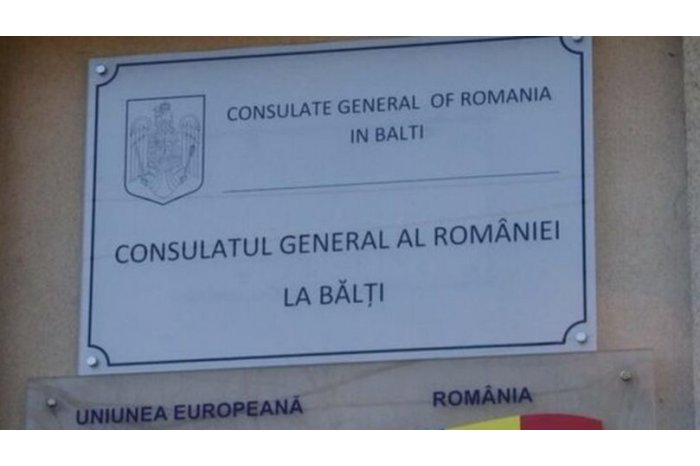 CONSULATE GENERAL OF ROMANIA
IN BALTI
CONSULATUL GENERAL AL ROMÂNIEI
LA BĂLȚI
UNIUNEA EUROPEANĂ
ROMÂNIA